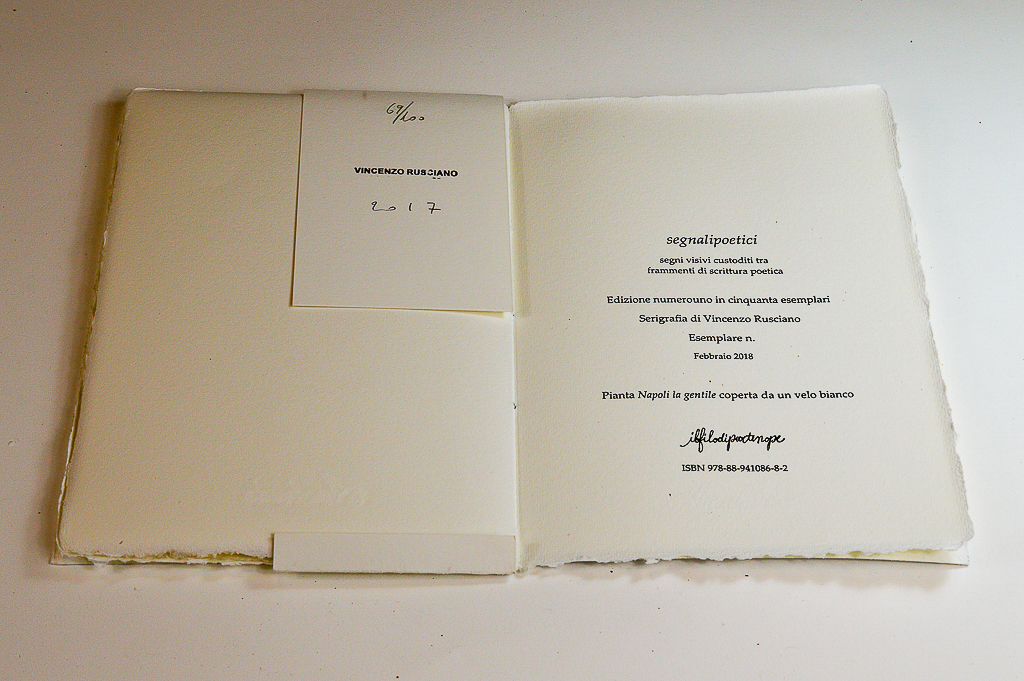 69/100
VINCENZO RUSCIANO
2017
segnalipoetici
segni visivi custoditi tra
frammenti di scrittura poetica
Edizione numerouno in cinquanta esemplari
Serigrafia di Vincenzo Rusciano
Esemplare n.
Febbraio 2018
Pianta Napoli la gentile coperta da un velo bianco
ilfilodipartenope
ISBN 978-88-941086-8-2